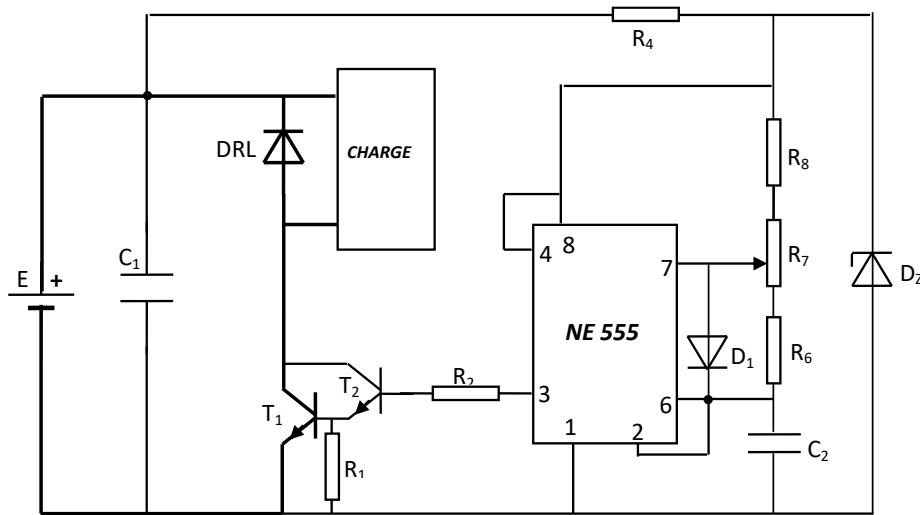 R₄
DRL
CHARGE
R₈
C₁
4
8
7
R₇
E
+
D_Z
NE 555
D₁
R₆
T₂
R₂
3
6
T₁
1
2
C₂
R₁